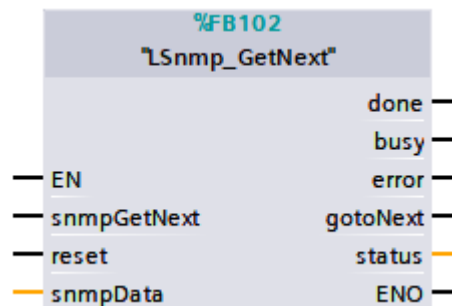 %FB102
"LSnmp_GetNext"
done
busy
EN
error
snmpGetNext
gotoNext
reset
status
snmpData
ENO